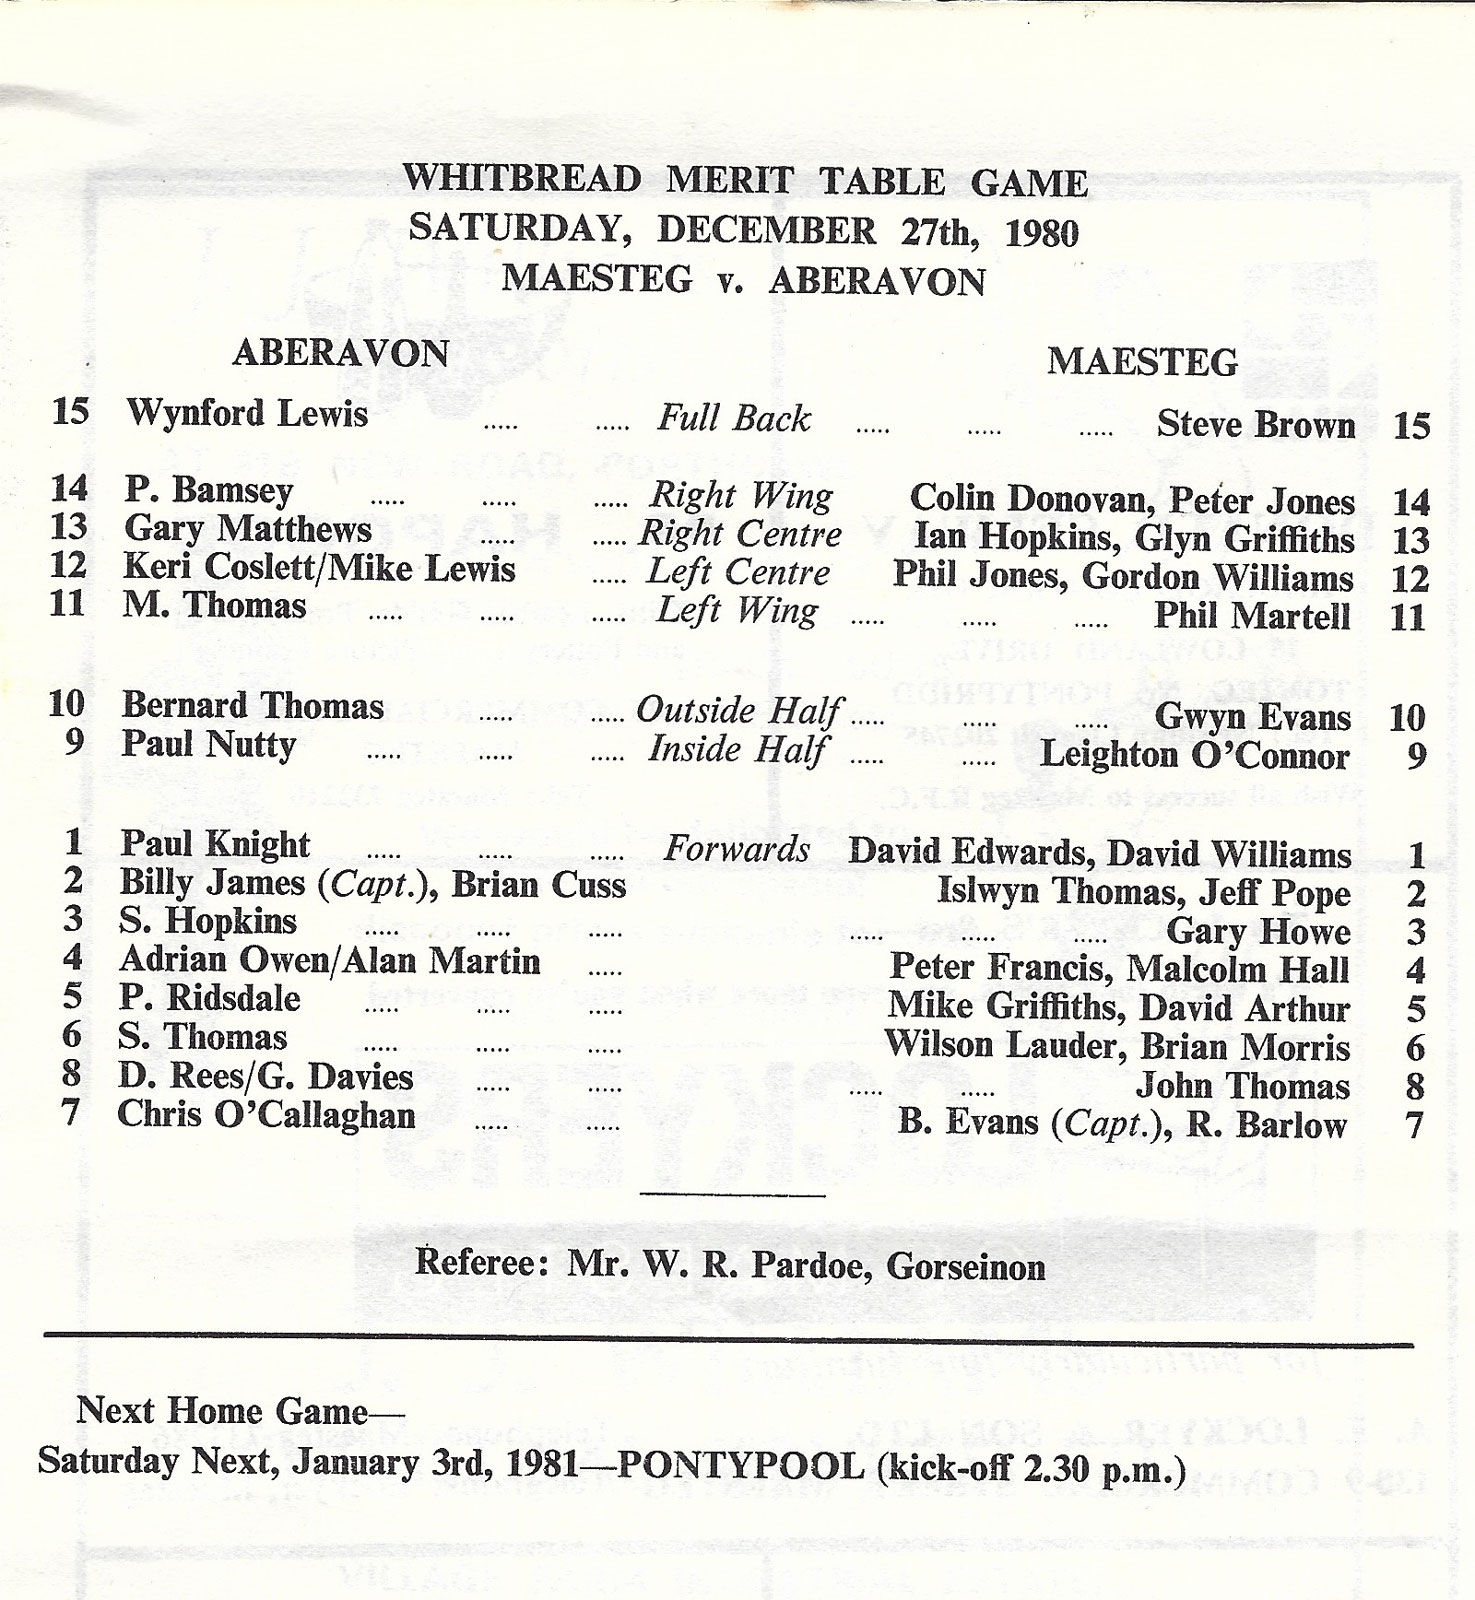 WHITBREAD MERIT TABLE GAME
SATURDAY, DECEMBER 27th, 1980
MAESTEG v. ABERAVON
ABERAVON MAESTEG
15 Wynford Lewis ..... ..... Full Back ..... ..... ..... Steve Brown 15
14 P. Bamsey ..... ..... ..... Right Wing Colin Donovan, Peter Jones 14
13 Gary Matthews ..... ..... Right Centre Ian Hopkins, Glyn Griffiths 13
12 Keri Coslett/Mike Lewis ..... Left Centre Phil Jones, Gordon Williams 12
11 M. Thomas ..... ..... ..... Left Wing ..... ..... ..... Phil Martell 11
10 Bernard Thomas ..... ..... Outside Half ..... ..... ..... Gwyn Evans 10
9 Paul Nutty ..... ..... ..... Inside Half ..... ..... Leighton O'Connor 9
1 Paul Knight ..... ..... ..... Forwards David Edwards, David Williams 1
2 Billy James (Capt.), Brian Cuss Islwyn Thomas, Jeff Pope 2
3 S. Hopkins ..... ..... ..... ..... ..... ..... Gary Howe 3
4 Adrian Owen/Alan Martin ..... Peter Francis, Malcolm Hall 4
5 P. Ridsdale ..... ..... ..... Mike Griffiths, David Arthur 5
6 S. Thomas ..... ..... ..... Wilson Lauder, Brian Morris 6
8 D. Rees/G. Davies ..... ..... ..... ..... John Thomas 8
7 Chris O'Callaghan ..... ..... B. Evans (Capt.), R. Barlow 7
Referee: Mr. W. R. Pardoe, Gorseinon
Next Home Game—
Saturday Next, January 3rd, 1981—PONTYPOOL (kick-off 2.30 p.m.)